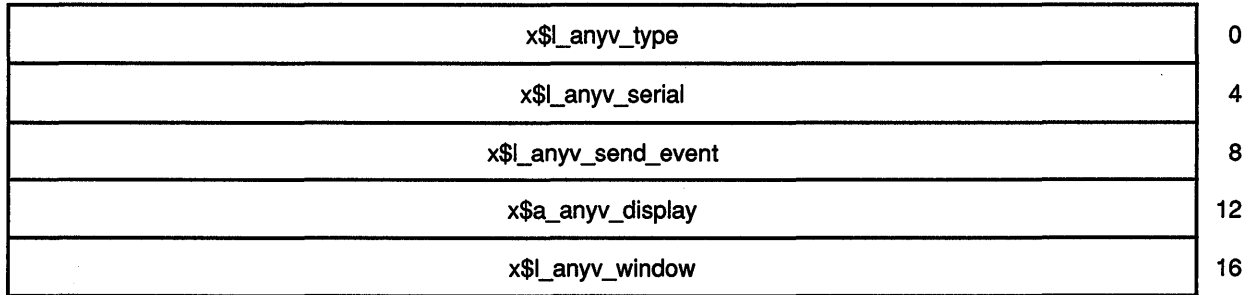 x$l_anyv_type 0
x$l_anyv_serial 4
x$l_anyv_send_event 8
x$a_anyv_display 12
x$l_anyv_window 16